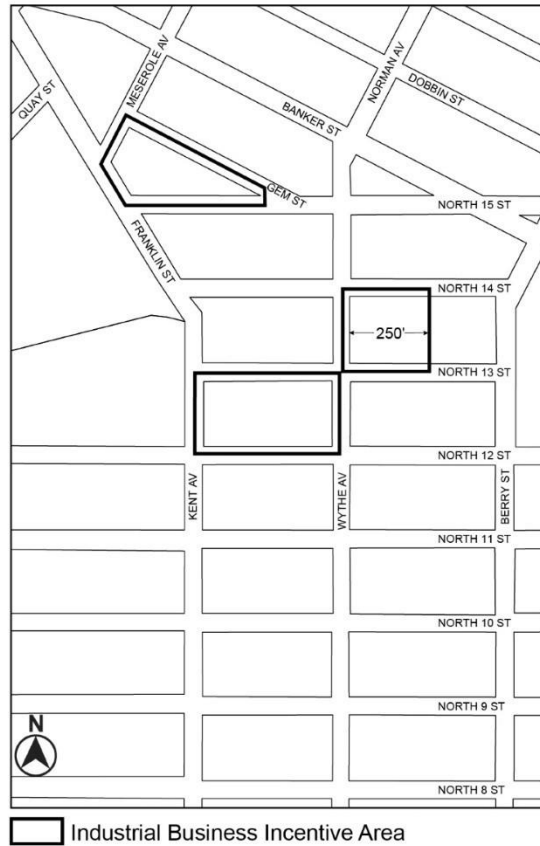 QUAY ST
MESEROLE AV
BANKER ST
NORMAN AV
DOBBIN ST
GEM ST
NORTH 15 ST
FRANKLIN ST
NORTH 14 ST
250'
NORTH 13 ST
NORTH 12 ST
KENT AV
WYTHE AV
BERRY ST
NORTH 11 ST
NORTH 10 ST
NORTH 9 ST
N
NORTH 8 ST
Industrial Business Incentive Area